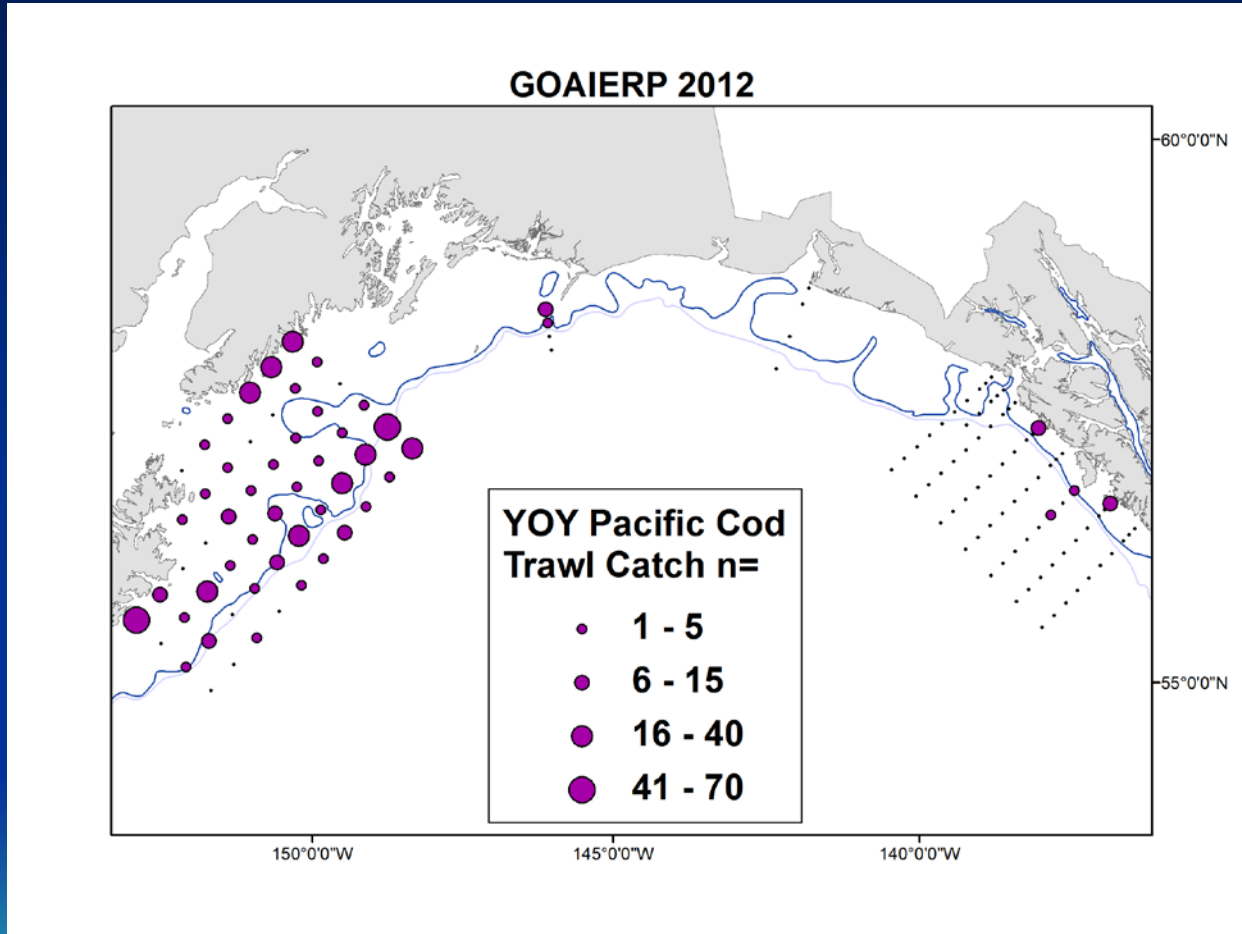 GOAIERP 2012
60°0'0"N
YOY Pacific Cod
Trawl Catch n=
1 - 5
6 - 15
55°0'0"N
16 - 40
41 - 70
150°0'0"W
145°0'0"W
140°0'0"W